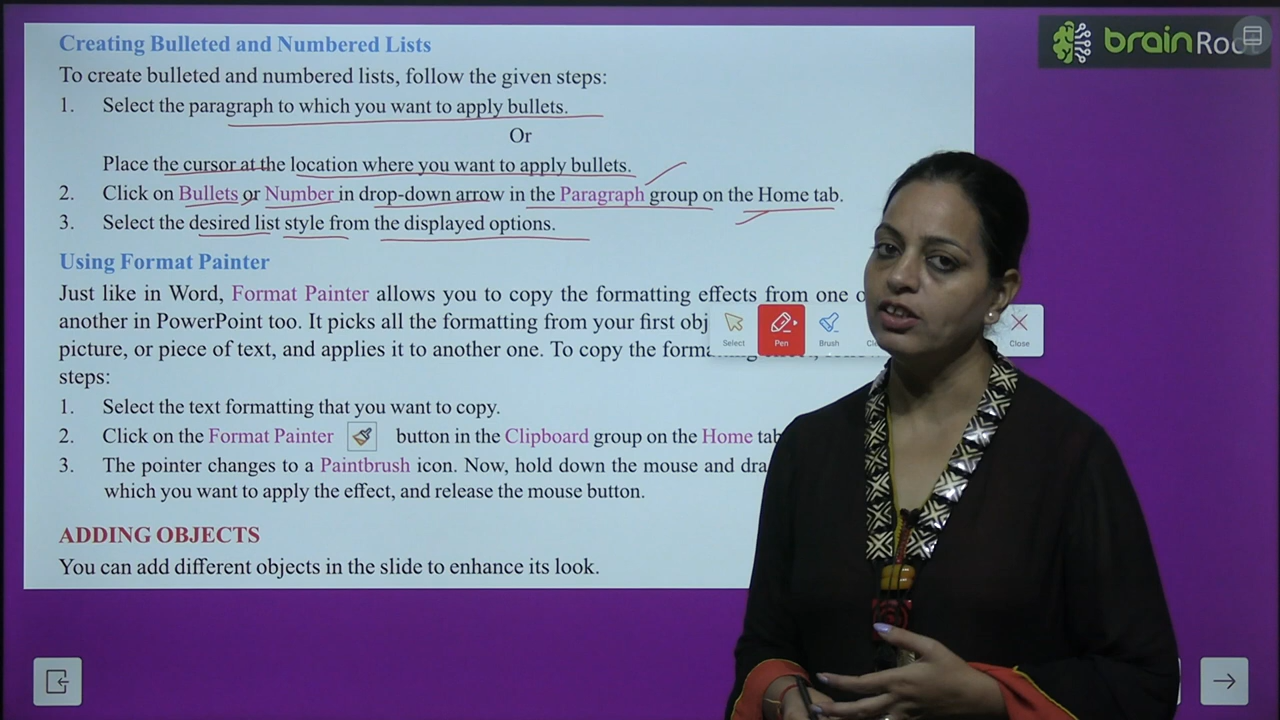 Creating Bulleted and Numbered Lists
To create bulleted and numbered lists, follow the given steps:
1. Select the paragraph to which you want to apply bullets.
Or
Place the cursor at the location where you want to apply bullets.
2. Click on Bullets or Number in drop-down arrow in the Paragraph group on the Home tab.
3. Select the desired list style from the displayed options.
Using Format Painter
Just like in Word, Format Painter allows you to copy the formatting effects from one
another in PowerPoint too. It picks all the formatting from your first
picture, or piece of text, and applies it to another one. To copy the
steps:
1. Select the text formatting that you want to copy.
2. Click on the Format Painter button in the Clipboard group on the Home tab
3. The pointer changes to a Paintbrush icon. Now, hold down the mouse and
which you want to apply the effect, and release the mouse button.
ADDING OBJECTS
You can add different objects in the slide to enhance its look.
brain
Select Pen Brush Close